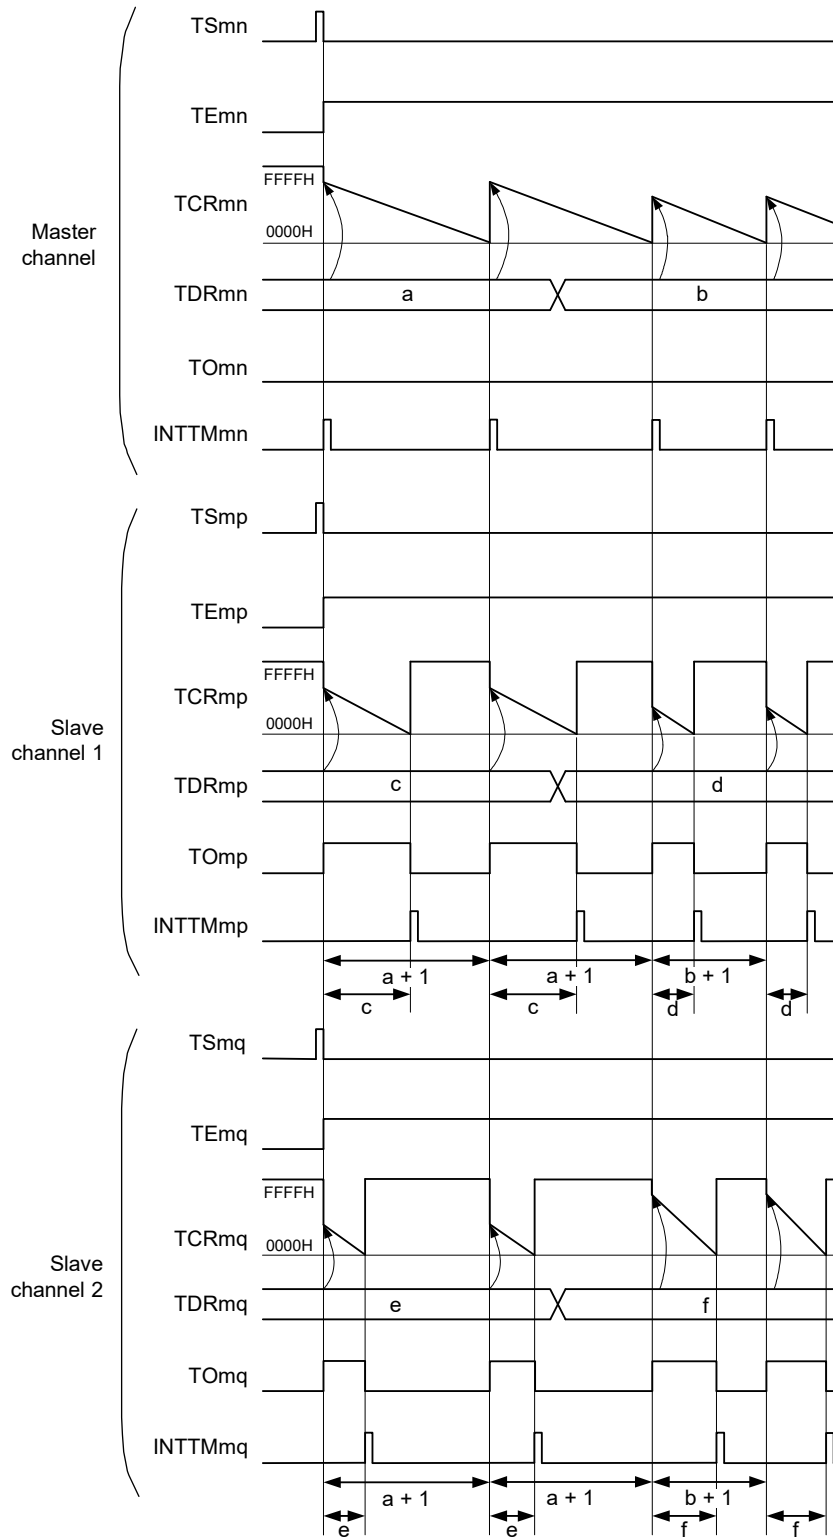 TSmn
TEmn
FFFFH
TCRmn
0000H
Master
channel
TDRmn
a
b
TOmn
INTTMmn
TSmp
TEmp
FFFFH
TCRmp
0000H
Slave
channel 1
TDRmp
c
d
TOmp
INTTMmp
a + 1
a + 1
b + 1
c
c
d
d
TSmq
TEmq
FFFFH
TCRmq
0000H
Slave
channel 2
TDRmq
e
f
TOmq
INTTMmq
a + 1
a + 1
b + 1
e
e
f
f